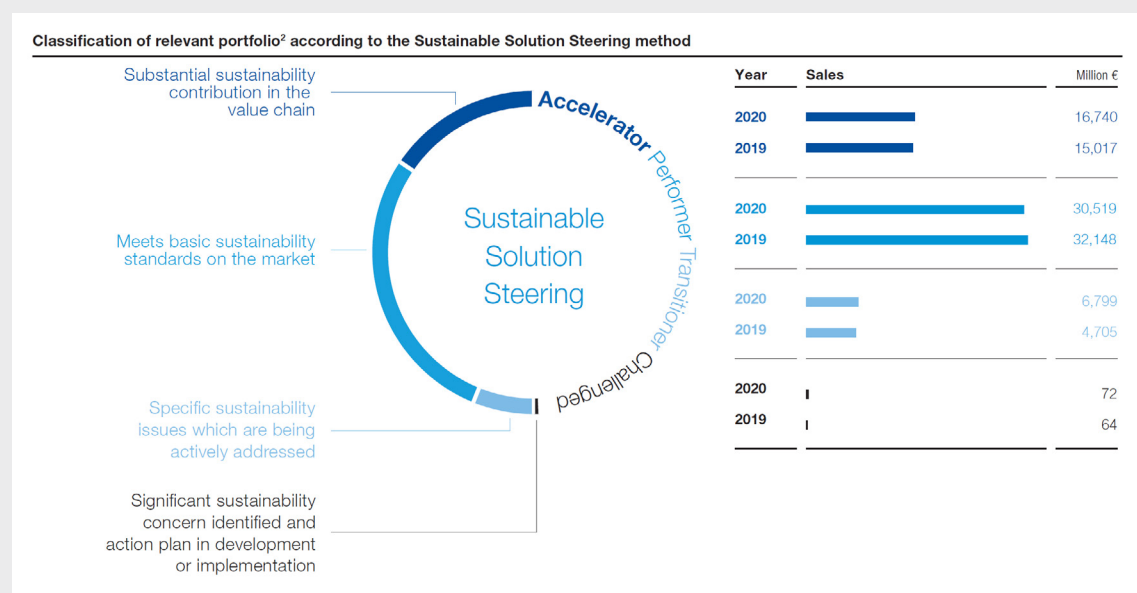 Classification of relevant portfolio² according to the Sustainable Solution Steering method
Substantial sustainability
contribution in the
value chain
Meets basic sustainability
standards on the market
Specific sustainability
issues which are being
actively addressed
Significant sustainability
concern identified and
action plan in development
or implementation
Sustainable
Solution
Steering
Accelerator
Performer
Transitioner
Challenged
Year Sales Million €
2020 16,740
2019 15,017
2020 30,519
2019 32,148
2020 6,799
2019 4,705
2020 72
2019 64